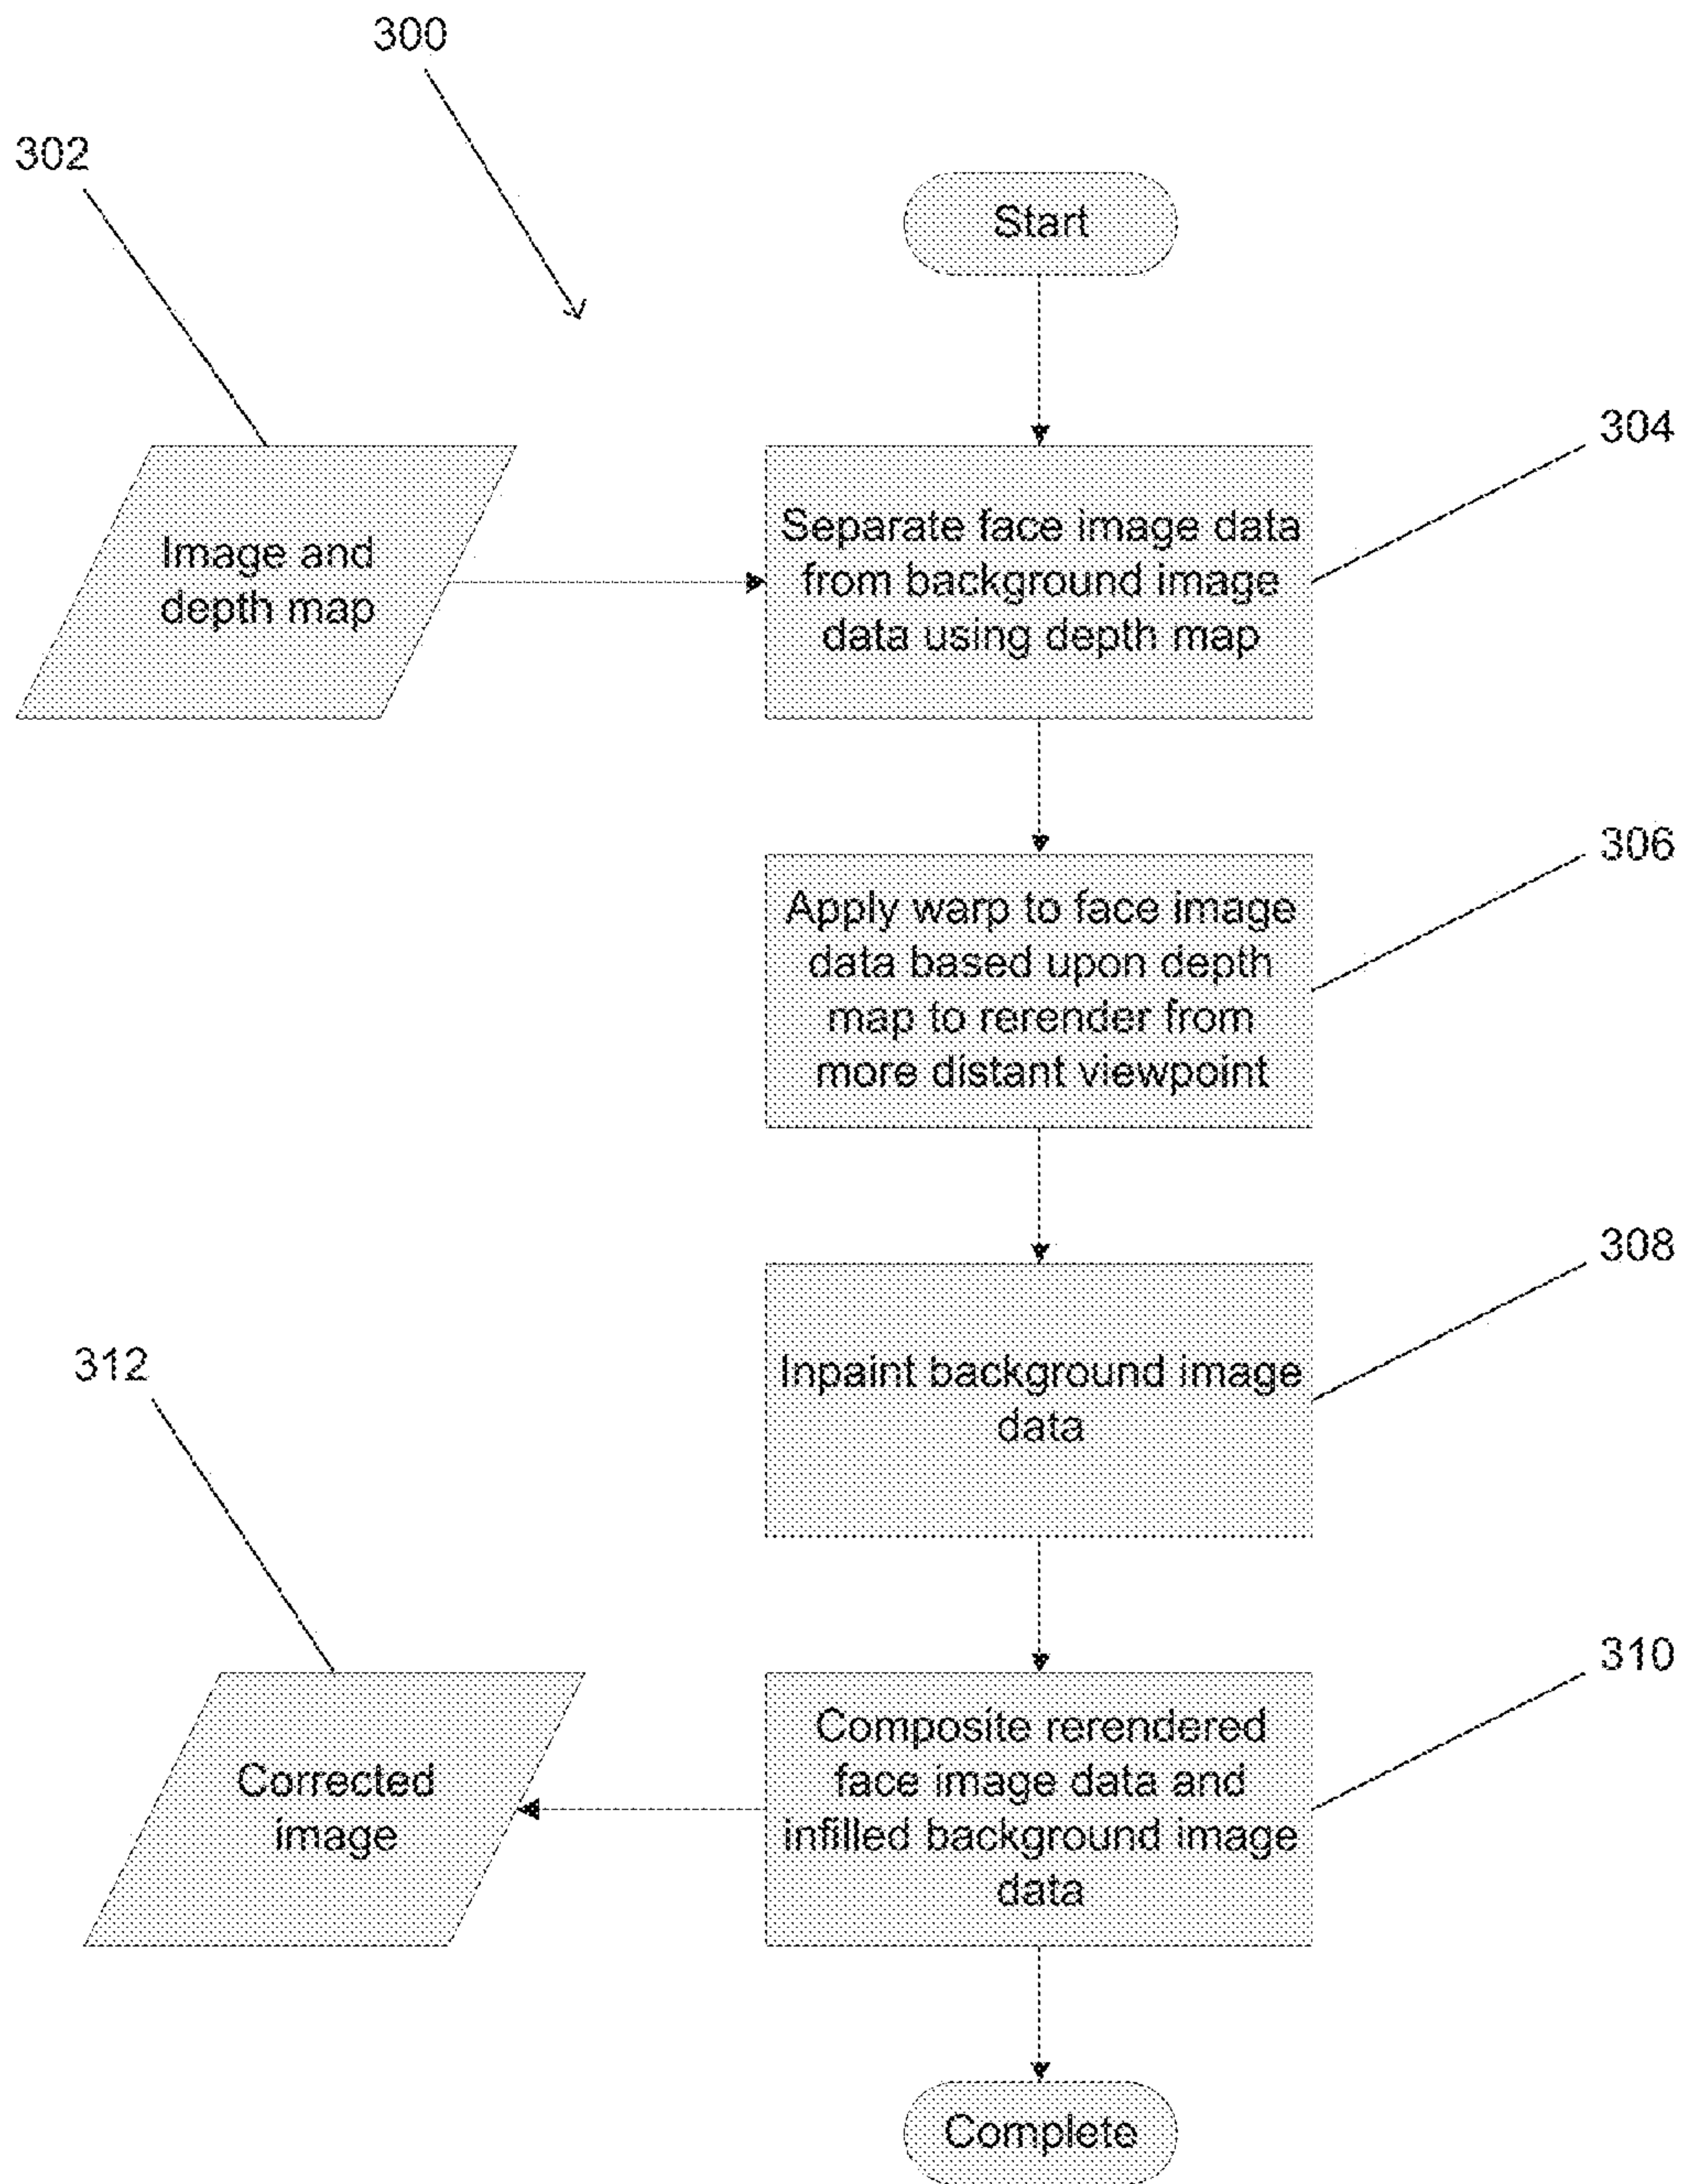 300
302
Start
304
Image and
depth map
Separate face image data
from background image
data using depth map
306
Apply warp to face image
data based upon depth
map to rerender from
more distant viewpoint
308
Inpaint background image
data
312
310
Composite rerendered
face image data and
infilled background image
data
Corrected
image
Complete